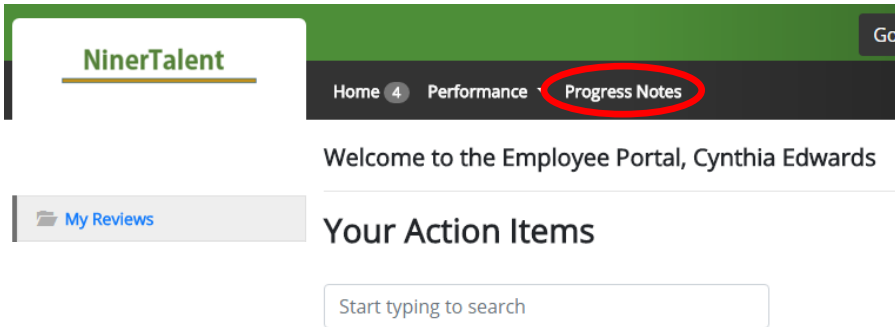 NinerTalent
Go
Home 4 Performance Progress Notes
Welcome to the Employee Portal, Cynthia Edwards
My Reviews
Your Action Items
Start typing to search